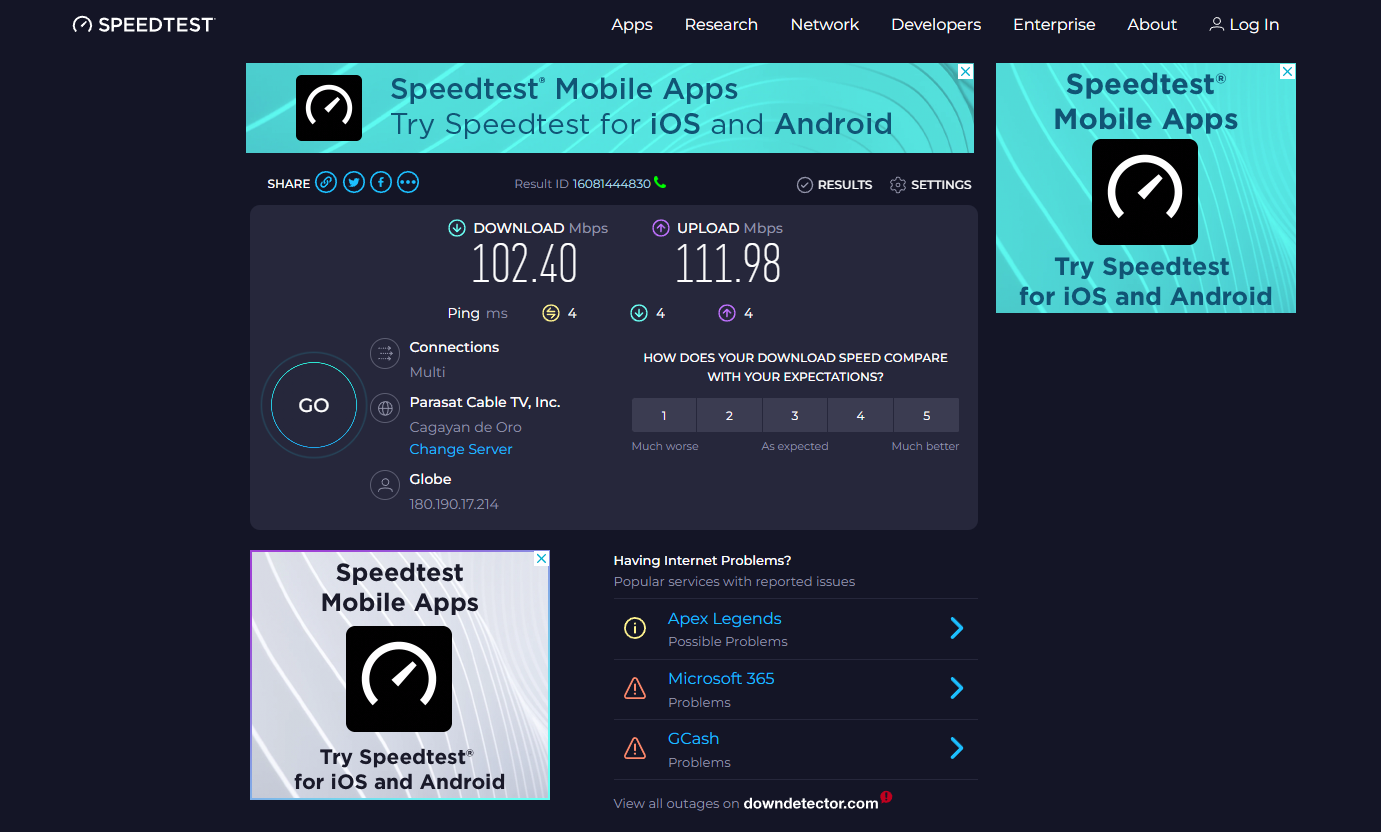 SPEEDTEST
Apps Research Network Developers Enterprise About Log In
Speedtest® Mobile Apps
Try Speedtest for iOS and Android
Speedtest®
Mobile Apps
Try Speedtest
for iOS and Android
SHARE
Result ID 16081444830
RESULTS SETTINGS
DOWNLOAD Mbps
102.40
UPLOAD Mbps
111.98
Ping ms 4 4 4
GO
Connections
Multi
Parasat Cable TV, Inc.
Cagayan de Oro
Change Server
Globe
180.190.17.214
HOW DOES YOUR DOWNLOAD SPEED COMPARE
WITH YOUR EXPECTATIONS?
1 2 3 4 5
Much worse As expected Much better
Speedtest
Mobile Apps
Try Speedtest®
for iOS and Android
Having Internet Problems?
Popular services with reported issues
Apex Legends
Possible Problems
Microsoft 365
Problems
GCash
Problems
View all outages on downdetector.com